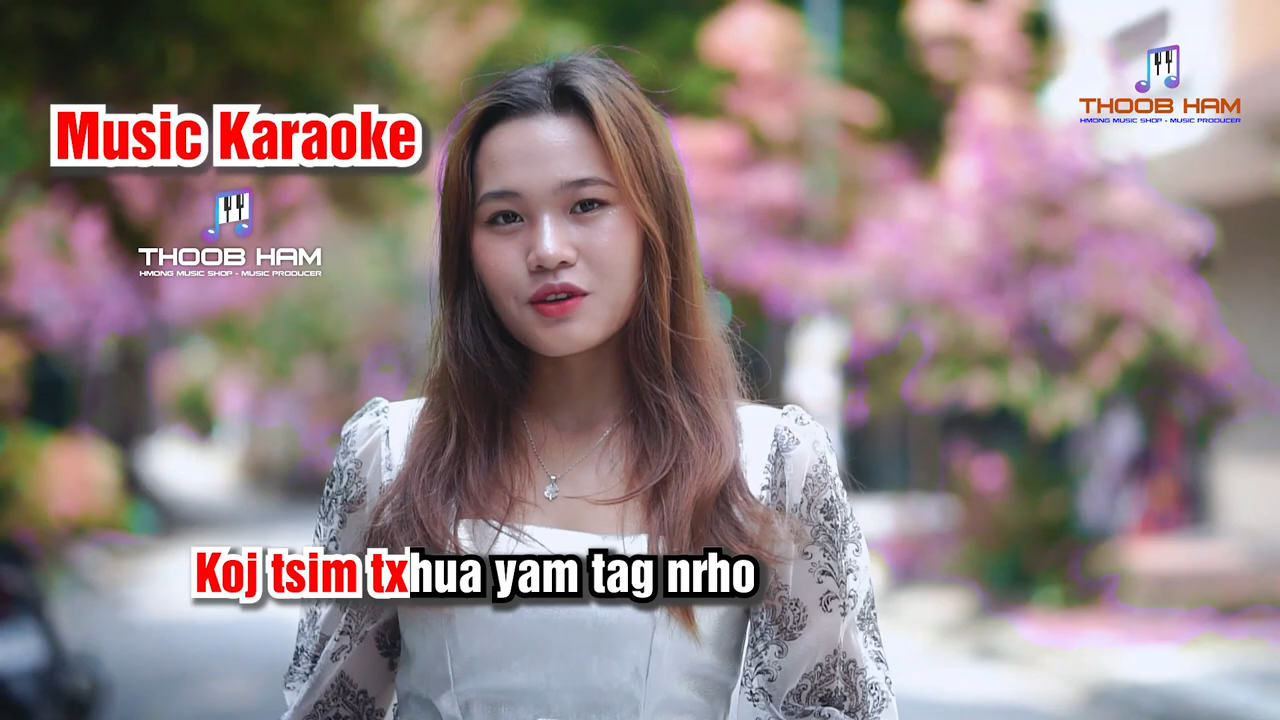 Music Karaoke
THOOB HAM
HMONG MUSIC SHOP - MUSIC PRODUCER
THOOB HAM
HMONG MUSIC SHOP - MUSIC PRODUCER
Koj tsim txhua yam tag nrho